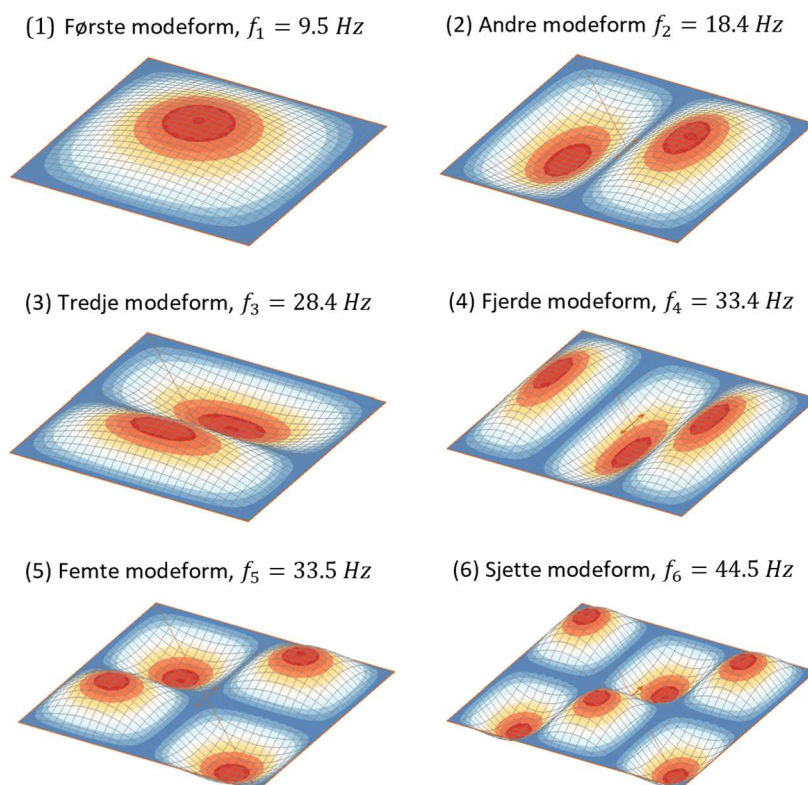 (1) Første modeform, f₁ = 9.5 Hz
(2) Andre modeform f₂ = 18.4 Hz
(3) Tredje modeform, f₃ = 28.4 Hz
(4) Fjerde modeform, f₄ = 33.4 Hz
(5) Femte modeform, f₅ = 33.5 Hz
(6) Sjette modeform, f₆ = 44.5 Hz